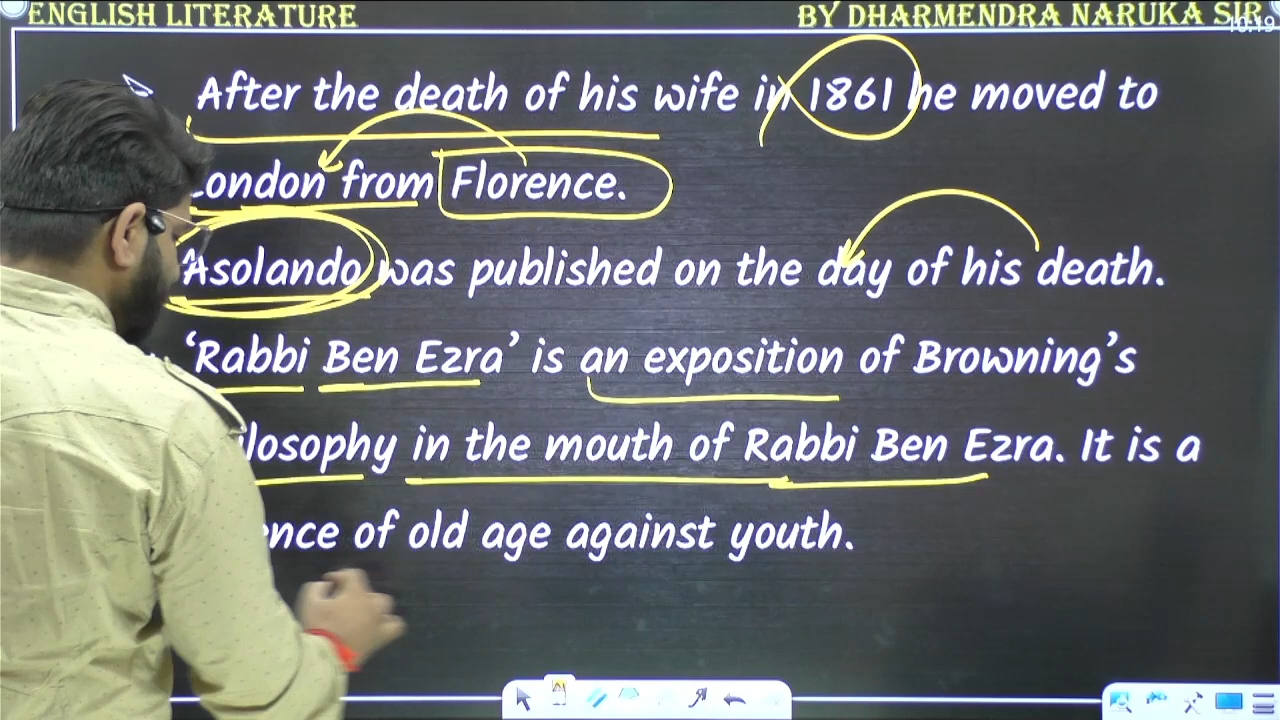 ENGLISH LITERATURE
BY DHARMENDRA NARUKA SIR
10:19
After the death of his wife in 1861 he moved to
London from Florence.
Asolando was published on the day of his death.
'Rabbi Ben Ezra' is an exposition of Browning's
in the mouth of Rabbi Ben Ezra. It is a
of old age against youth.